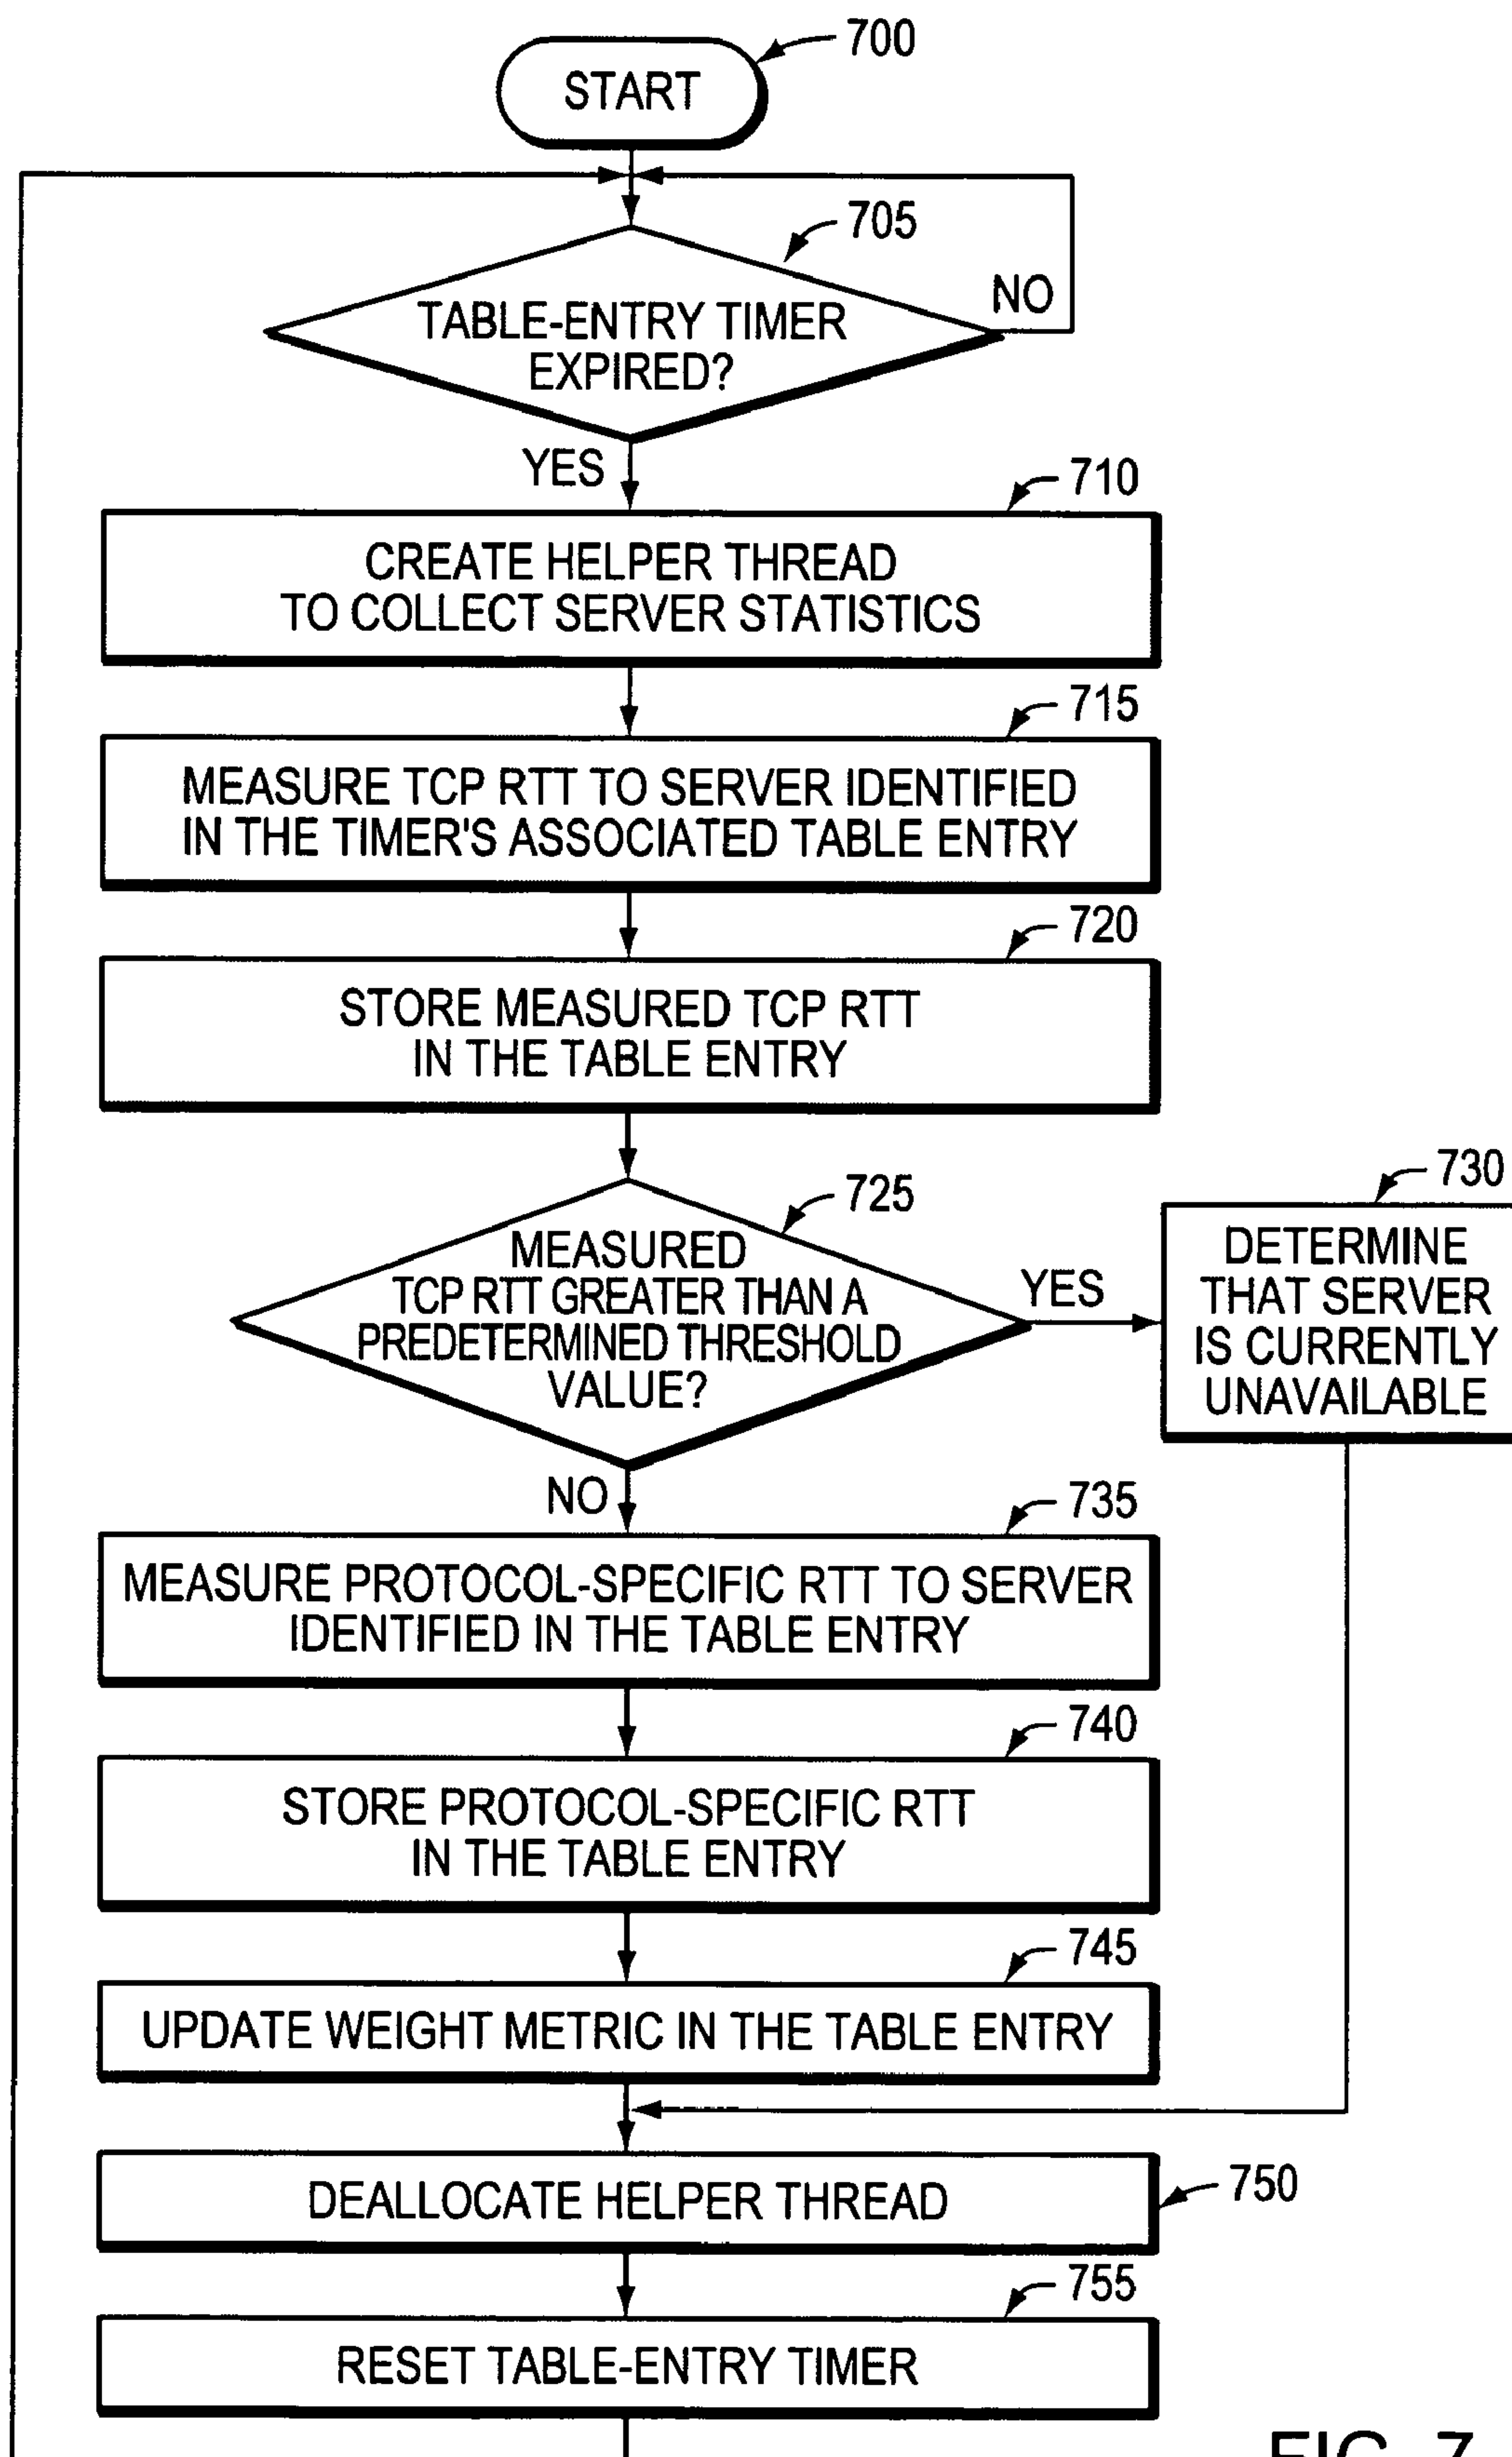 700
START
705
NO
TABLE-ENTRY TIMER
EXPIRED?
YES
710
CREATE HELPER THREAD
TO COLLECT SERVER STATISTICS
715
MEASURE TCP RTT TO SERVER IDENTIFIED
IN THE TIMER'S ASSOCIATED TABLE ENTRY
720
STORE MEASURED TCP RTT
IN THE TABLE ENTRY
725
MEASURED
TCP RTT GREATER THAN A
PREDETERMINED THRESHOLD
VALUE?
YES
730
DETERMINE
THAT SERVER
IS CURRENTLY
UNAVAILABLE
NO
735
MEASURE PROTOCOL-SPECIFIC RTT TO SERVER
IDENTIFIED IN THE TABLE ENTRY
740
STORE PROTOCOL-SPECIFIC RTT
IN THE TABLE ENTRY
745
UPDATE WEIGHT METRIC IN THE TABLE ENTRY
DEALLOCATE HELPER THREAD
750
755
RESET TABLE-ENTRY TIMER
FIG. 7